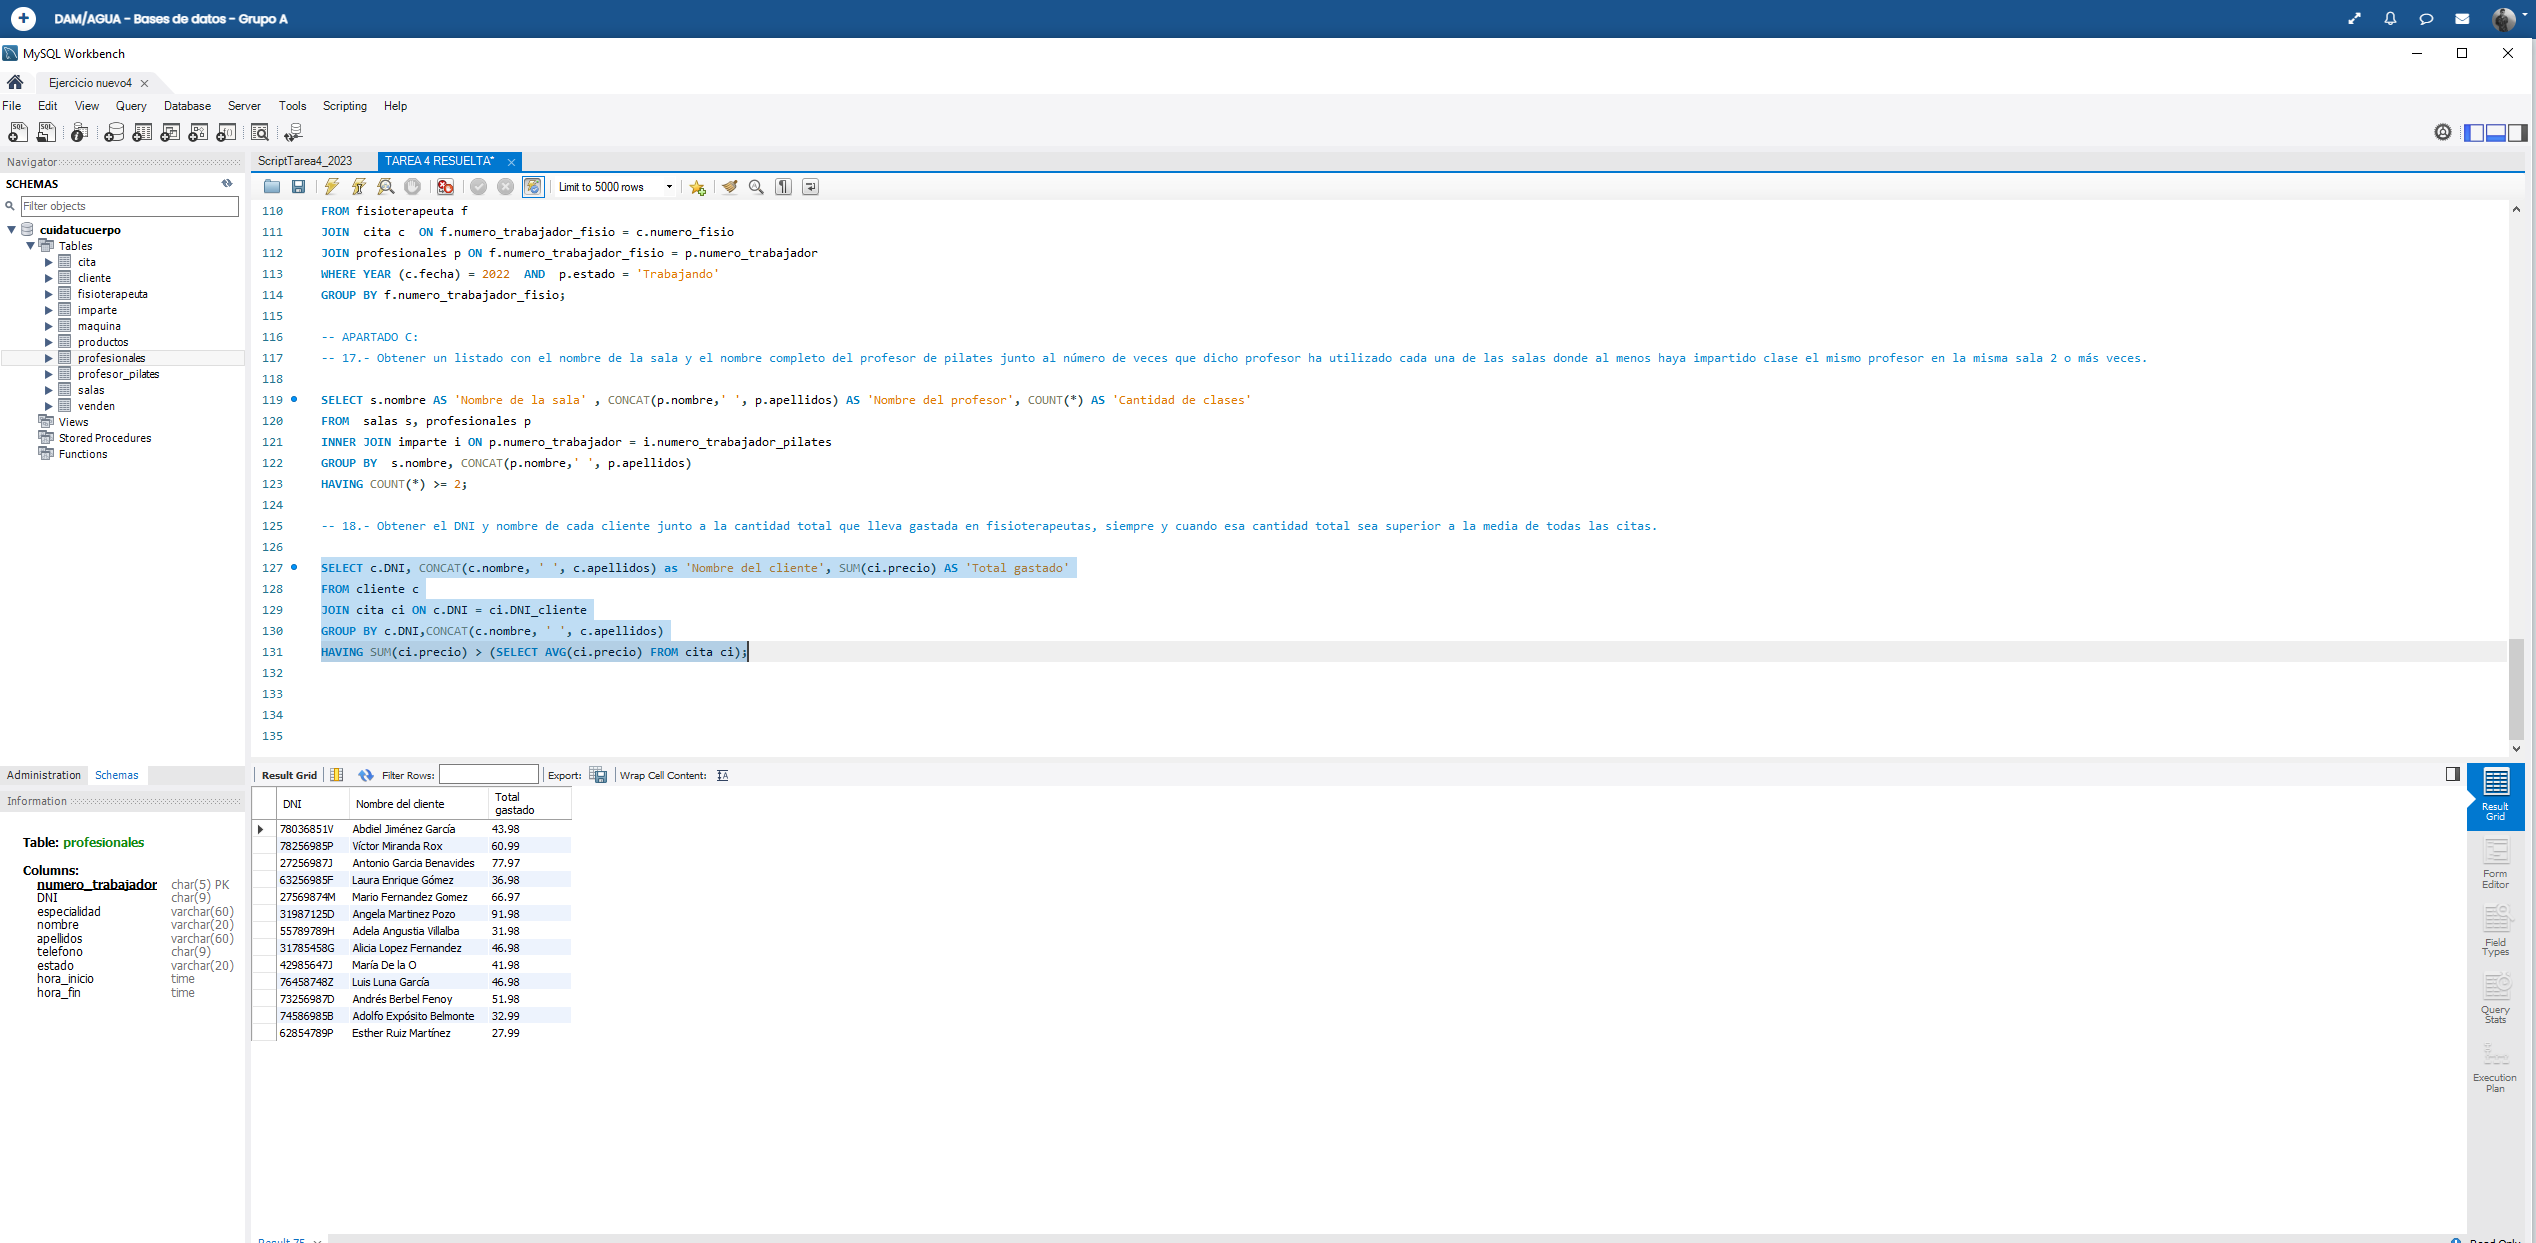 DAM/AGUA - Bases de datos - Grupo A
MySQL Workbench
Ejercicio nuevo4
File Edit View Query Database Server Tools Scripting Help
Navigator
SCHEMAS
Filter objects
cuidatucuerpo
Tables
cita
cliente
fisioterapeuta
imparte
maquina
productos
profesionales
profesor_pilates
salas
venden
Views
Stored Procedures
Functions
Administration Schemas
Information
Table: profesionales
Columns:
numero_trabajador char(5) PK
DNI char(9)
especialidad varchar(60)
nombre varchar(20)
apellidos varchar(60)
telefono char(9)
estado varchar(20)
hora_inicio time
hora_fin time
ScriptTarea4_2023 TAREA 4 RESUELTA*
Limit to 5000 rows
110 FROM fisioterapeuta f
111 JOIN cita c ON f.numero_trabajador_fisio = c.numero_fisio
112 JOIN profesionales p ON f.numero_trabajador_fisio = p.numero_trabajador
113 WHERE YEAR (c.fecha) = 2022 AND p.estado = 'Trabajando'
114 GROUP BY f.numero_trabajador_fisio;
115
116 -- APARTADO C:
117 -- 17.- Obtener un listado con el nombre de la sala y el nombre completo del profesor de pilates junto al número de veces que dicho profesor ha utilizado cada una de las salas donde al menos haya impartido clase el mismo profesor en la misma sala 2 o más veces.
118
119 SELECT s.nombre AS 'Nombre de la sala' , CONCAT(p.nombre,' ', p.apellidos) AS 'Nombre del profesor', COUNT(*) AS 'Cantidad de clases'
120 FROM salas s, profesionales p
121 INNER JOIN imparte i ON p.numero_trabajador = i.numero_trabajador_pilates
122 GROUP BY s.nombre, CONCAT(p.nombre,' ', p.apellidos)
123 HAVING COUNT(*) >= 2;
124
125 -- 18.- Obtener el DNI y nombre de cada cliente junto a la cantidad total que lleva gastada en fisioterapeutas, siempre y cuando esa cantidad total sea superior a la media de todas las citas.
126
127 SELECT c.DNI, CONCAT(c.nombre, ' ', c.apellidos) as 'Nombre del cliente', SUM(ci.precio) AS 'Total gastado'
128 FROM cliente c
129 JOIN cita ci ON c.DNI = ci.DNI_cliente
130 GROUP BY c.DNI,CONCAT(c.nombre, ' ', c.apellidos)
131 HAVING SUM(ci.precio) > (SELECT AVG(ci.precio) FROM cita ci);
132
133
134
135
Result Grid Filter Rows: Export: Wrap Cell Content:
DNI Nombre del cliente Total gastado
78036851V Abdiel Jiménez García 43.98
78256985P Víctor Miranda Rox 60.99
27256987J Antonio Garcia Benavides 77.97
63256985F Laura Enrique Gómez 36.98
27569874M Mario Fernandez Gomez 66.97
31987125D Angela Martinez Pozo 91.98
55789789H Adela Angustia Villalba 31.98
31785458G Alicia Lopez Fernandez 46.98
42985647J María De la O 41.98
76458748Z Luis Luna García 46.98
73256987D Andrés Berbel Fenoy 51.98
74586985B Adolfo Expósito Belmonte 32.99
62854789P Esther Ruiz Martínez 27.99
Result Grid
Form Editor
Field Types
Query Stats
Execution Plan
Result 75
Read Only